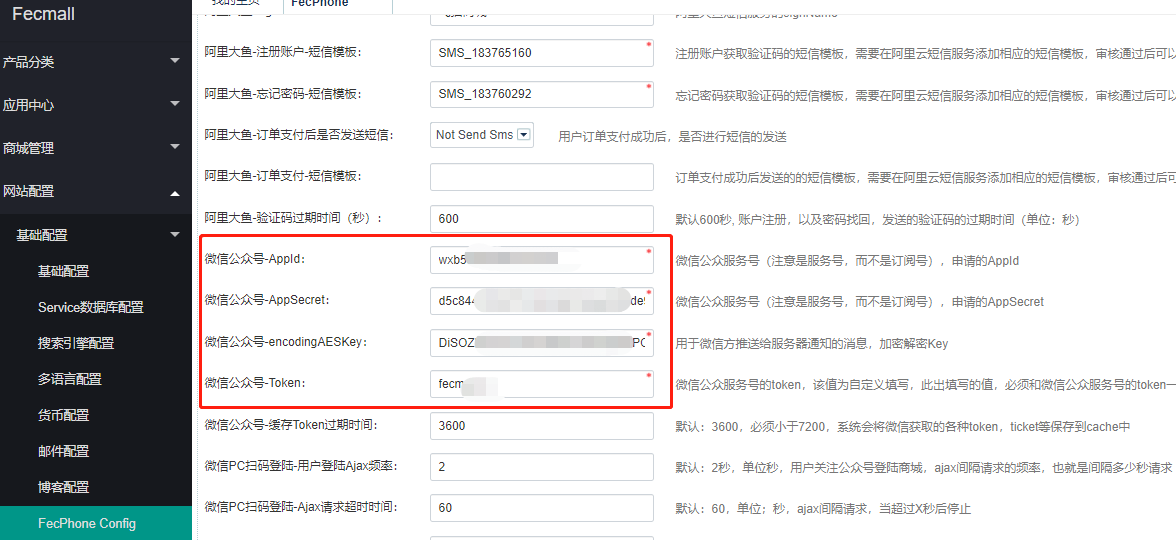 Fecmall
我的主页
FecPhone
产品分类
应用中心
商城管理
网站配置
基础配置
基础配置
Service数据库配置
搜索引擎配置
多语言配置
货币配置
邮件配置
博客配置
FecPhone Config
阿里大鱼-注册账户-短信模板: SMS_183765160 * 注册账户获取验证码的短信模板，需要在阿里云短信服务添加相应的短信模板，审核通过后可以
阿里大鱼-忘记密码-短信模板: SMS_183760292 * 忘记密码获取验证码的短信模板，需要在阿里云短信服务添加相应的短信模板，审核通过后可以
阿里大鱼-订单支付后是否发送短信: Not Send Sms 用户订单支付成功后，是否进行短信的发送
阿里大鱼-订单支付-短信模板: 订单支付成功后发送的的短信模板，需要在阿里云短信服务添加相应的短信模板，审核通过后可
阿里大鱼-验证码过期时间（秒）: 600 默认600秒, 账户注册，以及密码找回，发送的验证码的过期时间（单位：秒）
微信公众号-AppId: wxb5 * 微信公众服务号（注意是服务号，而不是订阅号），申请的AppId
微信公众号-AppSecret: d5c844 de9 * 微信公众服务号（注意是服务号，而不是订阅号），申请的AppSecret
微信公众号-encodingAESKey: DiSOZ PC * 用于微信方推送给服务器通知的消息，加密解密Key
微信公众号-Token: fecm * 微信公众服务号的token，该值为自定义填写，此出填写的值，必须和微信公众服务号的token一
微信公众号-缓存Token过期时间: 3600 默认：3600，必须小于7200，系统会将微信获取的各种token，ticket等保存到cache中
微信PC扫码登陆-用户登陆Ajax频率: 2 默认：2秒，单位秒，用户关注公众号登陆商城，ajax间隔请求的频率，也就是间隔多少秒请求
微信PC扫码登陆-Ajax请求超时时间: 60 默认：60，单位；秒，ajax间隔请求，当超过X秒后停止